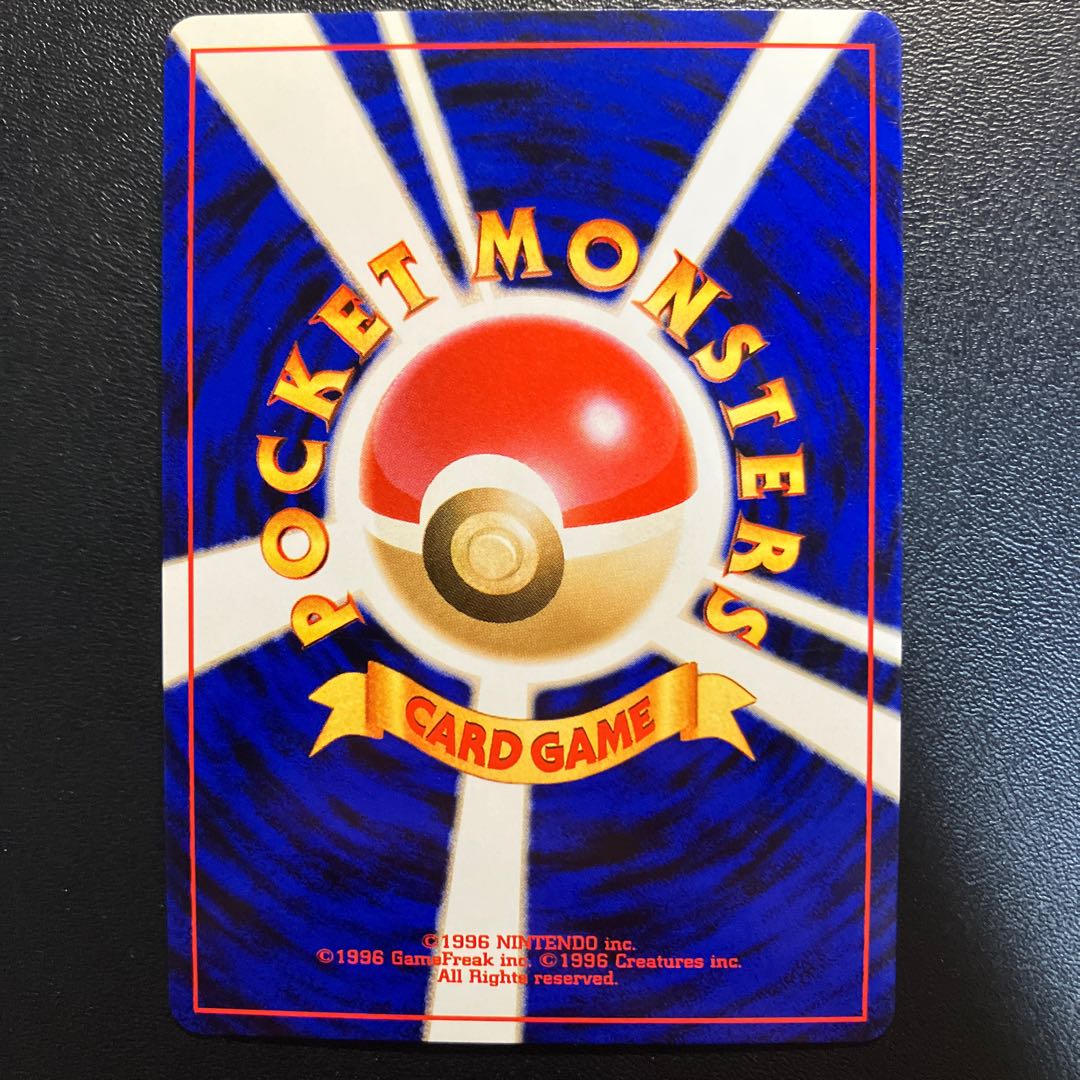 POCKET MONSTERS
CARD GAME
©1996 NINTENDO inc.
©1996 GameFreak inc. ©1996 Creatures inc.
All Rights reserved.